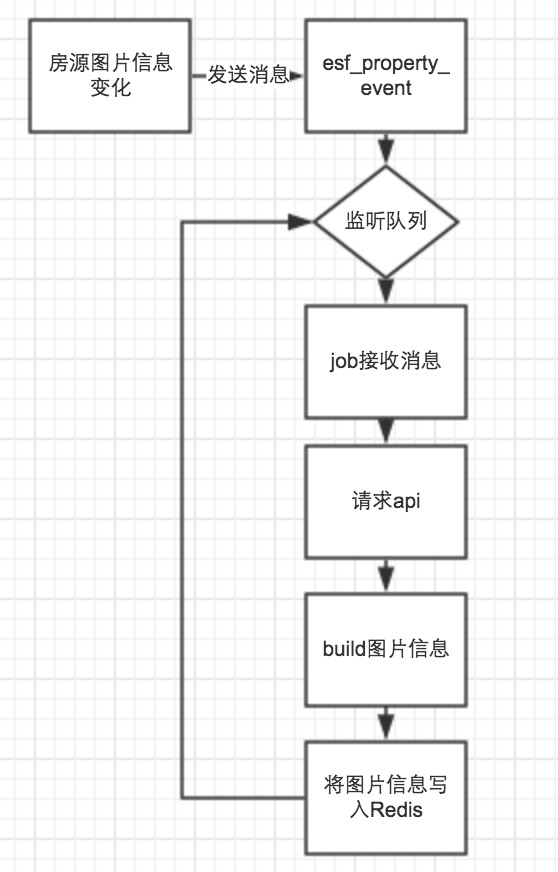 房源图片信息
变化
发送消息
esf_property_
event
监听队列
job接收消息
请求api
build图片信息
将图片信息写
入Redis